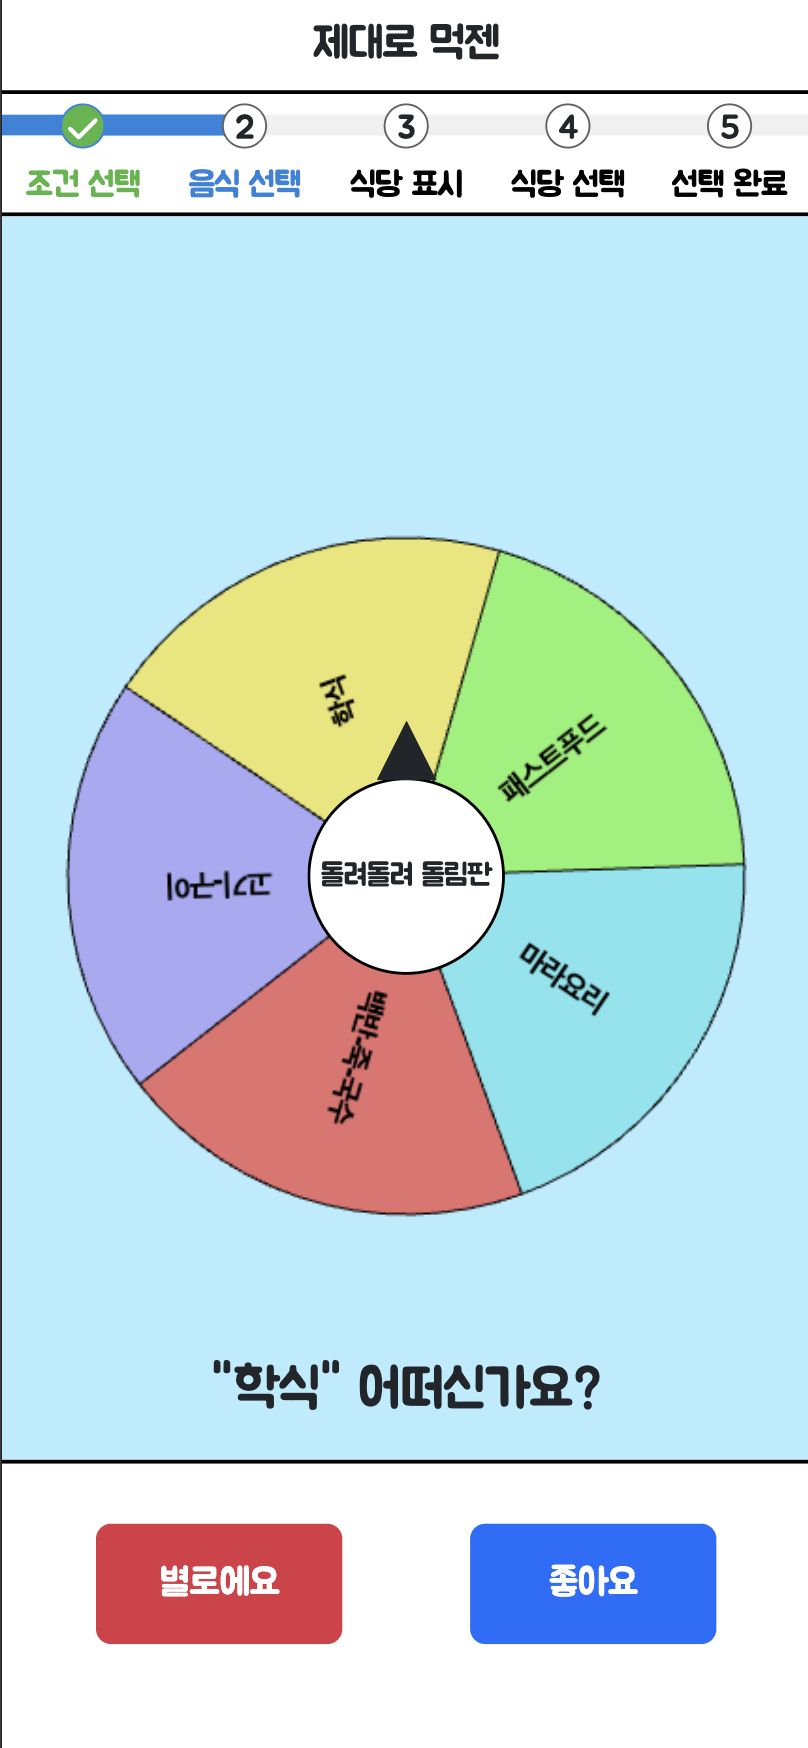 제대로 먹젠
2
3
4
5
조건 선택
음식 선택
식당 표시
식당 선택
선택 완료
학식
패스트푸드
고기-구이
돌려돌려 돌림판
마라요리
백반-죽-국수
"학식" 어떠신가요?
별로에요
좋아요